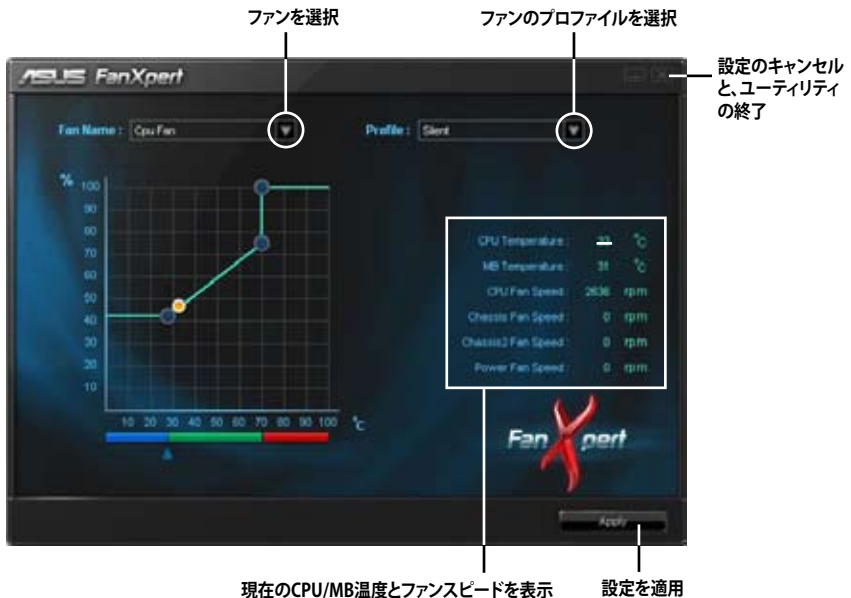 ファンを選択
ファンのプロファイルを選択
設定のキャンセル
と、ユーティリティ
の終了
ASUS FanXpert
Fan Name : Cpu Fan
Profile : Silent
%
100
90
80
70
60
50
40
30
20
10
10 20 30 40 50 60 70 80 90 100 °C
CPU Temperature : °C
MB Temperature : 31 °C
CPU Fan Speed : 2636 rpm
Chassis Fan Speed : 0 rpm
Chassis2 Fan Speed : 0 rpm
Power Fan Speed : 0 rpm
Fan Xpert
Apply
現在のCPU/MB温度とファンスピードを表示
設定を適用